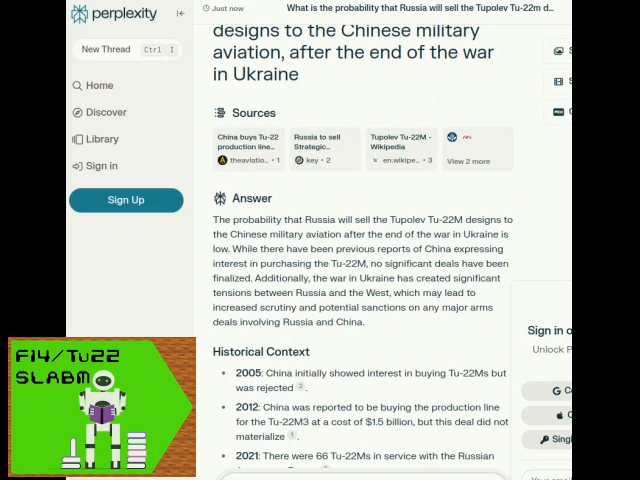 perplexity
Just now
What is the probability that Russia will sell the Tupolev Tu-22m d...
New Thread
Ctrl I
Home
Discover
Library
Sign in
Sign Up
designs to the Chinese military
aviation, after the end of the war
in Ukraine
Sources
China buys Tu-22
production line...
theaviatio... • 1
Russia to sell
Strategic...
key • 2
Tupolev Tu-22M -
Wikipedia
W en.wikipe... • 3
AIN
View 2 more
Answer
The probability that Russia will sell the Tupolev Tu-22M designs to
the Chinese military aviation after the end of the war in Ukraine is
low. While there have been previous reports of China expressing
interest in purchasing the Tu-22M, no significant deals have been
finalized. Additionally, the war in Ukraine has created significant
tensions between Russia and the West, which may lead to
increased scrutiny and potential sanctions on any major arms
deals involving Russia and China.
Historical Context
• 2005: China initially showed interest in buying Tu-22Ms but
was rejected 2.
• 2012: China was reported to be buying the production line
for the Tu-22M3 at a cost of $1.5 billion, but this deal did not
materialize 1.
• 2021: There were 66 Tu-22Ms in service with the Russian
Sign in o
Unlock P
G
Singl
F14/Tu22
SLABM